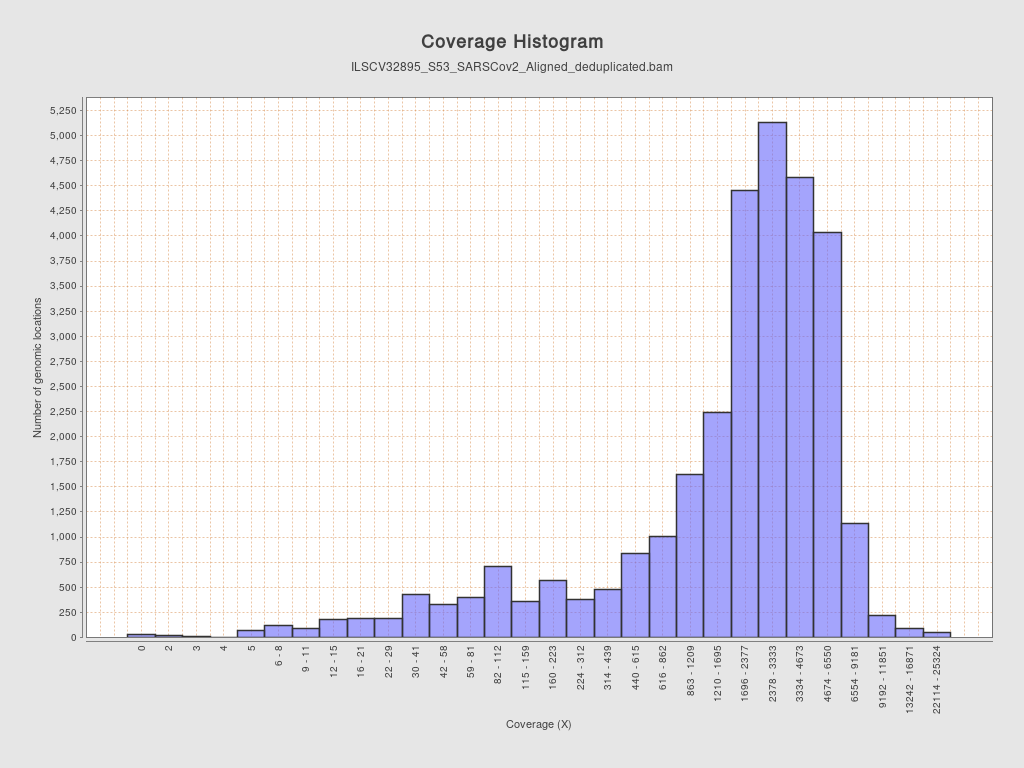 Coverage Histogram
ILSCV32895_S53_SARSCov2_Aligned_deduplicated.bam
Number of genomic locations
5,250
5,000
4,750
4,500
4,250
4,000
3,750
3,500
3,250
3,000
2,750
2,500
2,250
2,000
1,750
1,500
1,250
1,000
750
500
250
0
0
2
3
4
5
6 - 8
9 - 11
12 - 15
16 - 21
22 - 29
30 - 41
42 - 58
59 - 81
82 - 112
115 - 159
160 - 223
224 - 312
314 - 439
440 - 615
616 - 862
863 - 1209
1210 - 1695
1696 - 2377
2378 - 3333
3334 - 4673
4674 - 6550
6554 - 9181
9192 - 11851
13242 - 16871
22114 - 25324
Coverage (X)